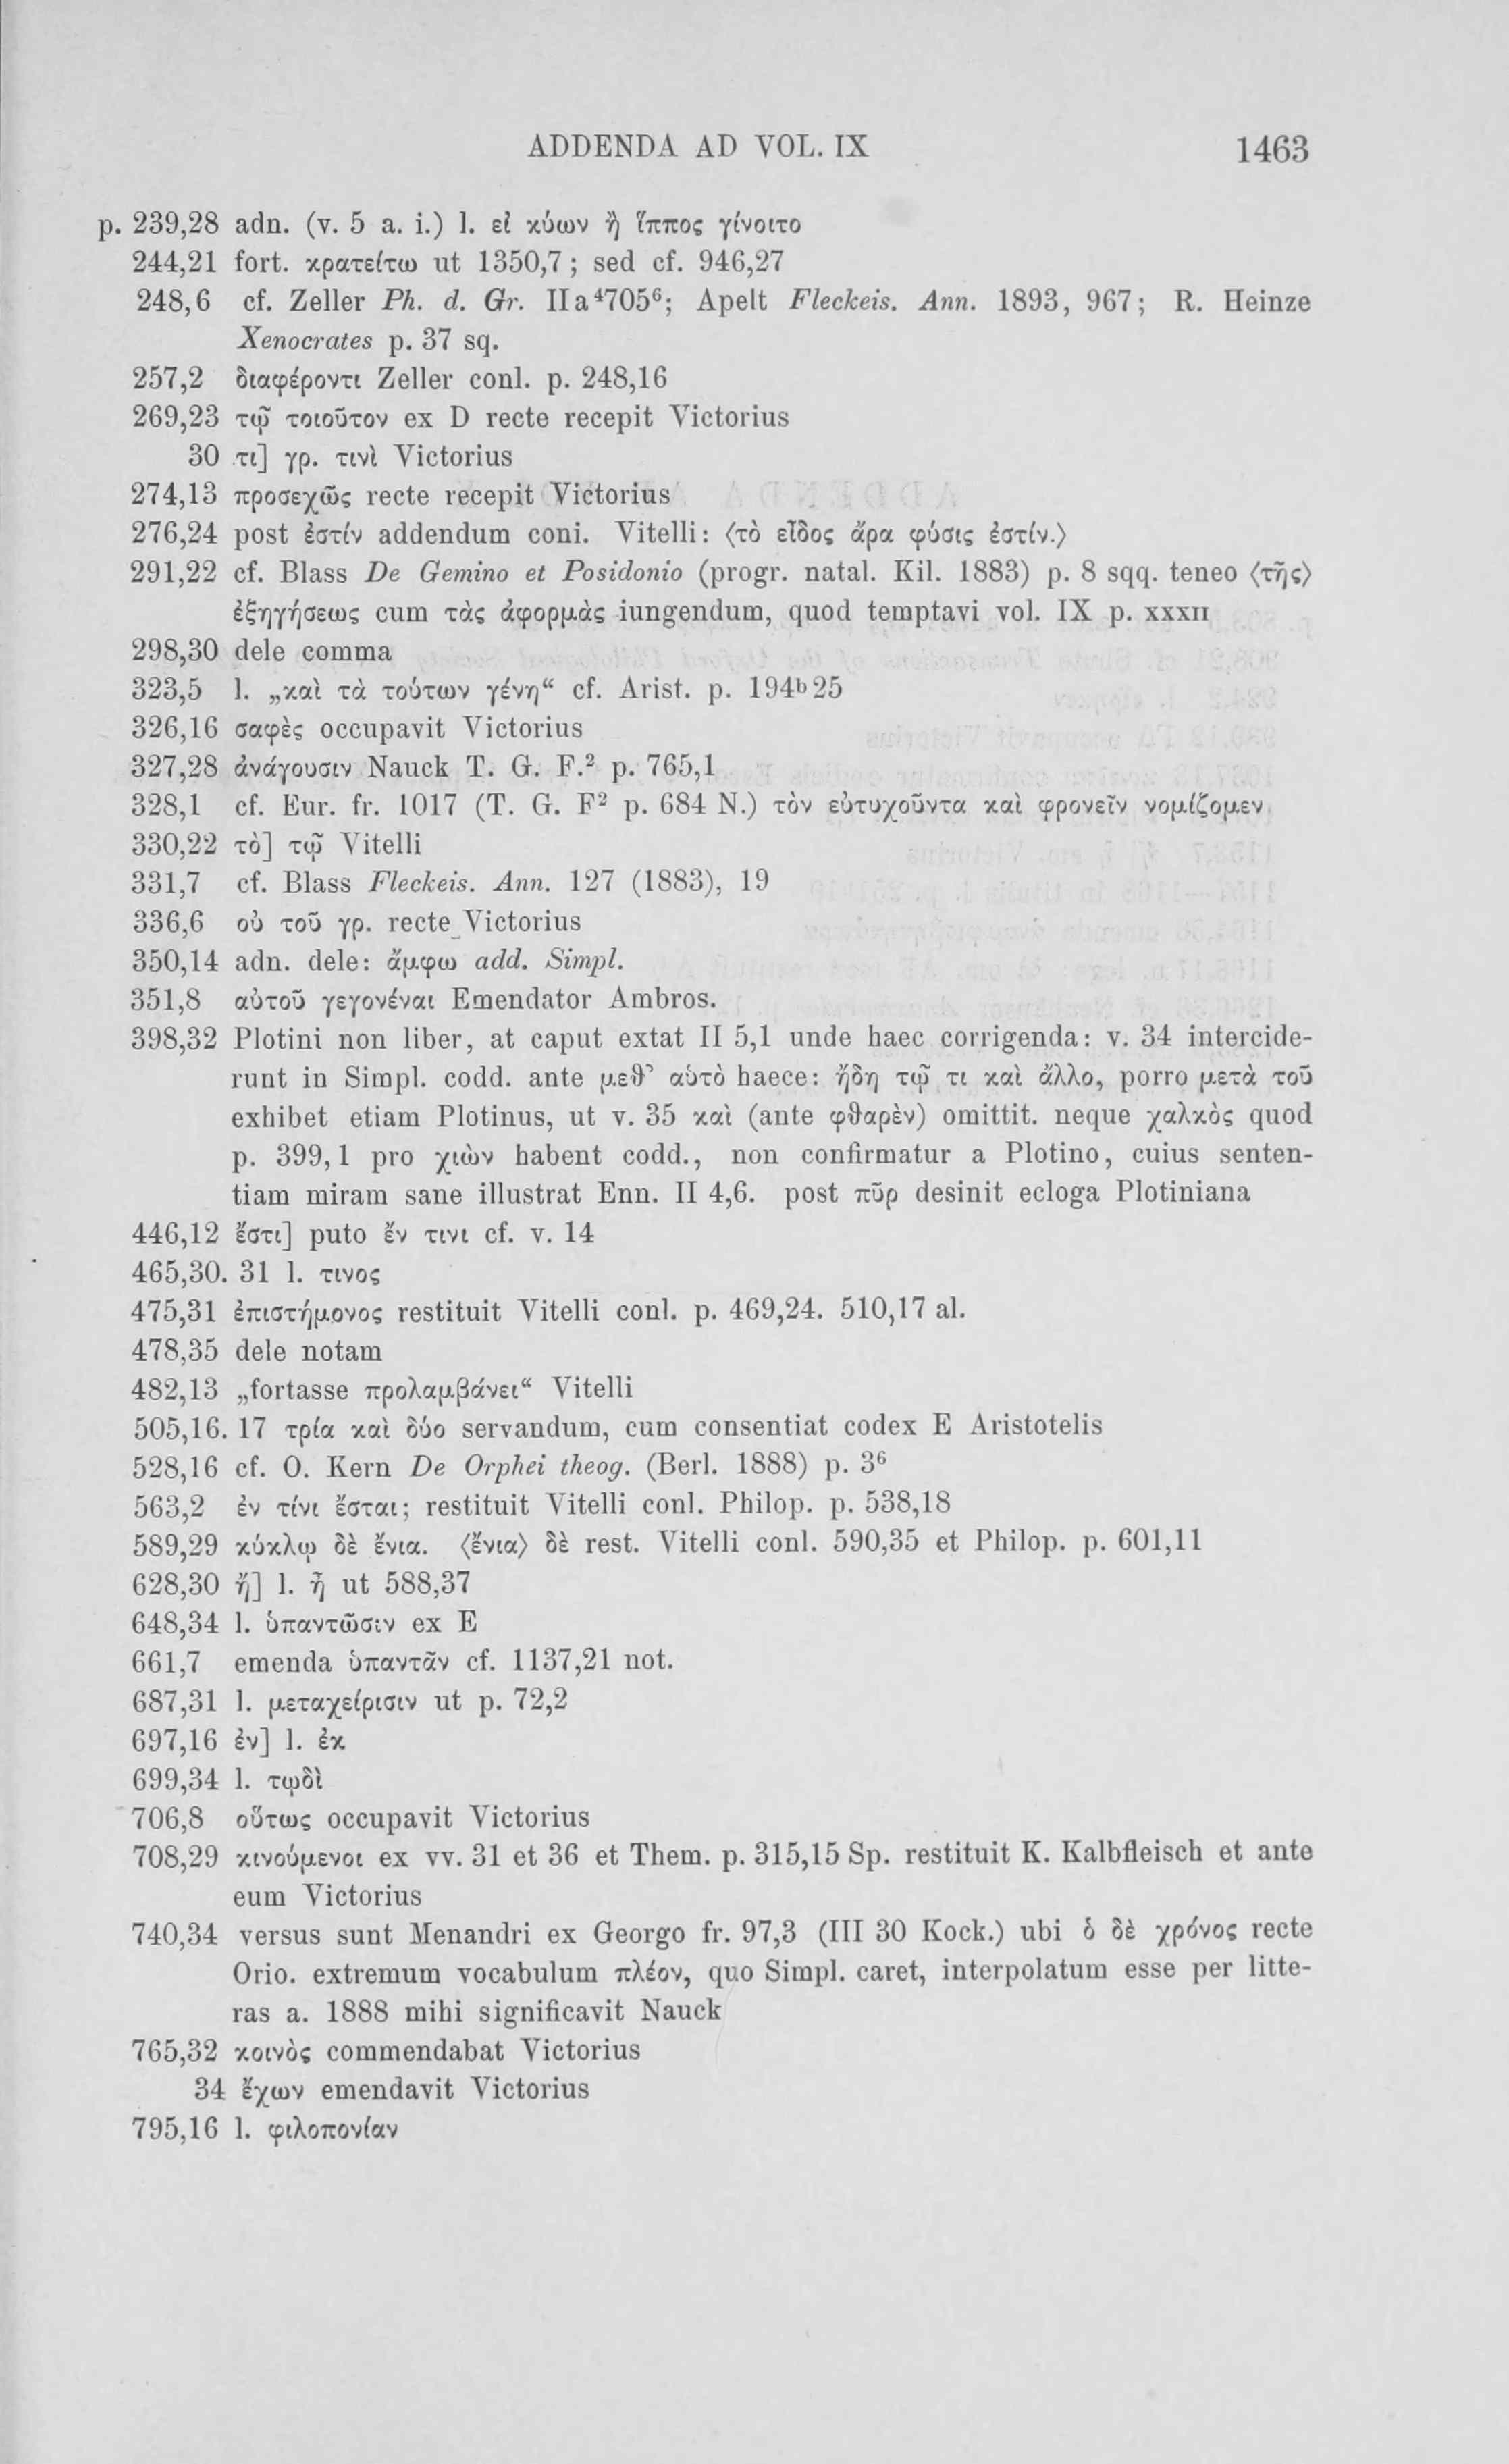 ADDENDA AD VOL. IX 1463
p. 239,28 adn. (v. 5 a. i.) l. εἰ κύων ἢ ἵππος γίνοιτο
244,21 fort. κρατείτω ut 1350,7; sed cf. 946,27
248,6 cf. Zeller Ph. d. Gr. IIa⁴705⁶; Apelt Fleckeis. Ann. 1893, 967; R. Heinze
Xenocrates p. 37 sq.
257,2 διαφέροντι Zeller conl. p. 248,16
269,23 τῷ τοιοῦτον ex D recte recepit Victorius
30 τι] γρ. τινὶ Victorius
274,13 προσεχῶς recte recepit Victorius
276,24 post ἐστίν addendum coni. Vitelli: ⟨τὸ εἶδος ἄρα φύσις ἐστίν.⟩
291,22 cf. Blass De Gemino et Posidonio (progr. natal. Kil. 1883) p. 8 sqq. teneo ⟨τῆς⟩
ἐξηγήσεως cum τὰς ἀφορμὰς iungendum, quod temptavi vol. IX p. XXXII
298,30 dele comma
323,5 l. „καὶ τὰ τούτων γένη“ cf. Arist. p. 194ᵇ25
326,16 σαφὲς occupavit Victorius
327,28 ἀνάγουσιν Nauck T. G. F.² p. 765,1
328,1 cf. Eur. fr. 1017 (T. G. F² p. 684 N.) τὸν εὐτυχοῦντα καὶ φρονεῖν νομίζομεν
330,22 τὸ] τῷ Vitelli
331,7 cf. Blass Fleckeis. Ann. 127 (1883), 19
336,6 οὐ τοῦ γρ. recte Victorius
350,14 adn. dele: ἄμφω add. Simpl.
351,8 αὐτοῦ γεγονέναι Emendator Ambros.
398,32 Plotini non liber, at caput extat II 5,1 unde haec corrigenda: v. 34 intercide-
runt in Simpl. codd. ante μεθ’ αὑτὸ haece: ἤδη τῷ τι καὶ ἄλλο, porro μετὰ τοῦ
exhibet etiam Plotinus, ut v. 35 καὶ (ante φθαρὲν) omittit. neque χαλκὸς quod
p. 399,1 pro χιὼν habent codd., non confirmatur a Plotino, cuius senten-
tiam miram sane illustrat Enn. II 4,6. post πῦρ desinit ecloga Plotiniana
446,12 ἔστι] puto ἔν τινι cf. v. 14
465,30. 31 l. τινος
475,31 ἐπιστήμονος restituit Vitelli conl. p. 469,24. 510,17 al.
478,35 dele notam
482,13 „fortasse προλαμβάνει“ Vitelli
505,16. 17 τρία καὶ δύο servandum, cum consentiat codex E Aristotelis
528,16 cf. O. Kern De Orphei theog. (Berl. 1888) p. 3⁶
563,2 ἐν τίνι ἔσται; restituit Vitelli conl. Philop. p. 538,18
589,29 κύκλῳ δὲ ἔνια. ⟨ἔνια⟩ δὲ rest. Vitelli conl. 590,35 et Philop. p. 601,11
628,30 ἤ] l. ᾖ ut 588,37
648,34 l. ὑπαντῶσιν ex E
661,7 emenda ὑπαντᾶν cf. 1137,21 not.
687,31 l. μεταχείρισιν ut p. 72,2
697,16 ἐν] l. ἐκ
699,34 l. τῳδὶ
706,8 οὕτως occupavit Victorius
708,29 κινούμενοι ex vv. 31 et 36 et Them. p. 315,15 Sp. restituit K. Kalbfleisch et ante
eum Victorius
740,34 versus sunt Menandri ex Georgo fr. 97,3 (III 30 Kock.) ubi ὁ δὲ χρόνος recte
Orio. extremum vocabulum πλέον, quo Simpl. caret, interpolatum esse per litte-
ras a. 1888 mihi significavit Nauck
765,32 κοινὸς commendabat Victorius
34 ἔχων emendavit Victorius
795,16 l. φιλοπονίαν